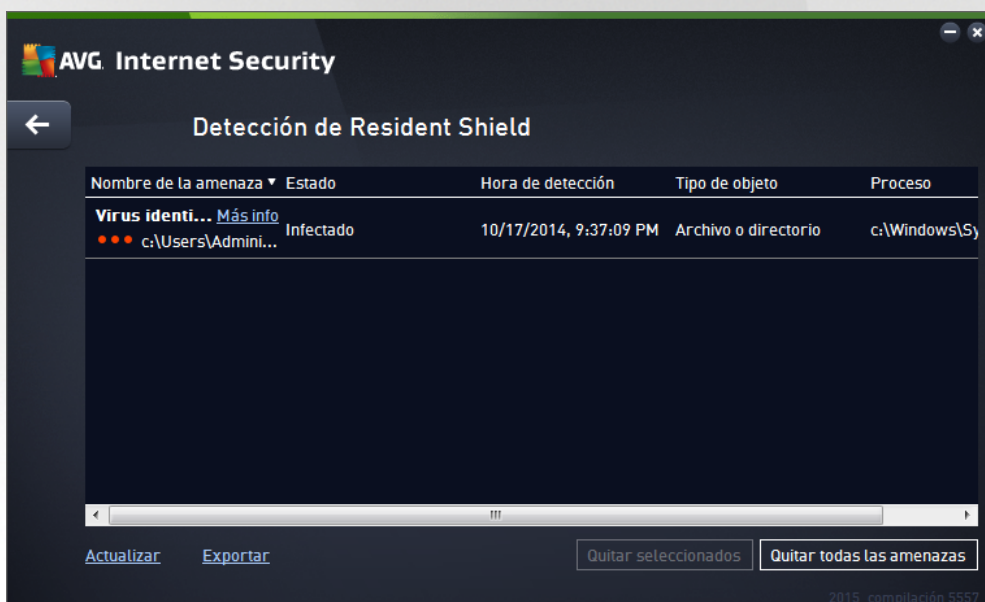 AVG. Internet Security
Detección de Resident Shield
Nombre de la amenaza ▼ Estado Hora de detección Tipo de objeto Proceso
Virus identi... Más info
Infectado 10/17/2014, 9:37:09 PM Archivo o directorio c:\Windows\Sy
c:\Users\Admini...
Actualizar Exportar Quitar seleccionados Quitar todas las amenazas
2015 compilación 5557